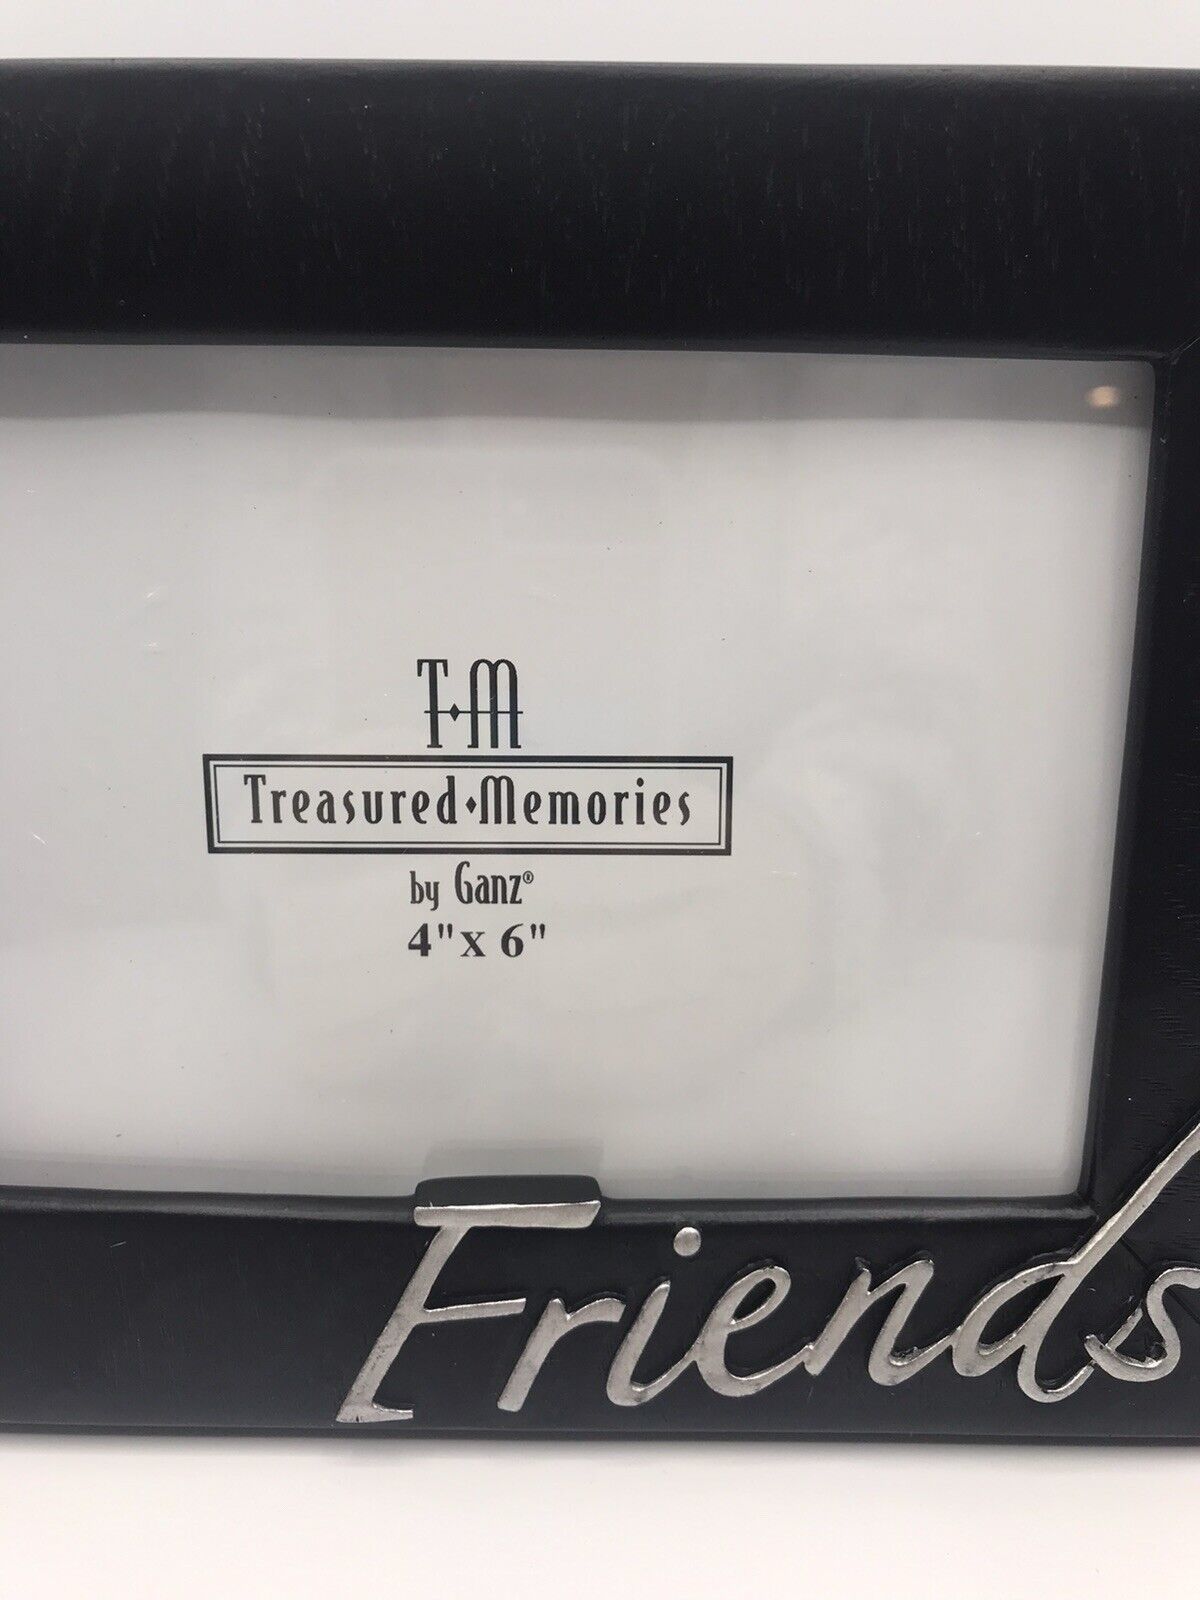 T♦M
Treasured♦Memories
by Ganz®
4"x 6"
Friends